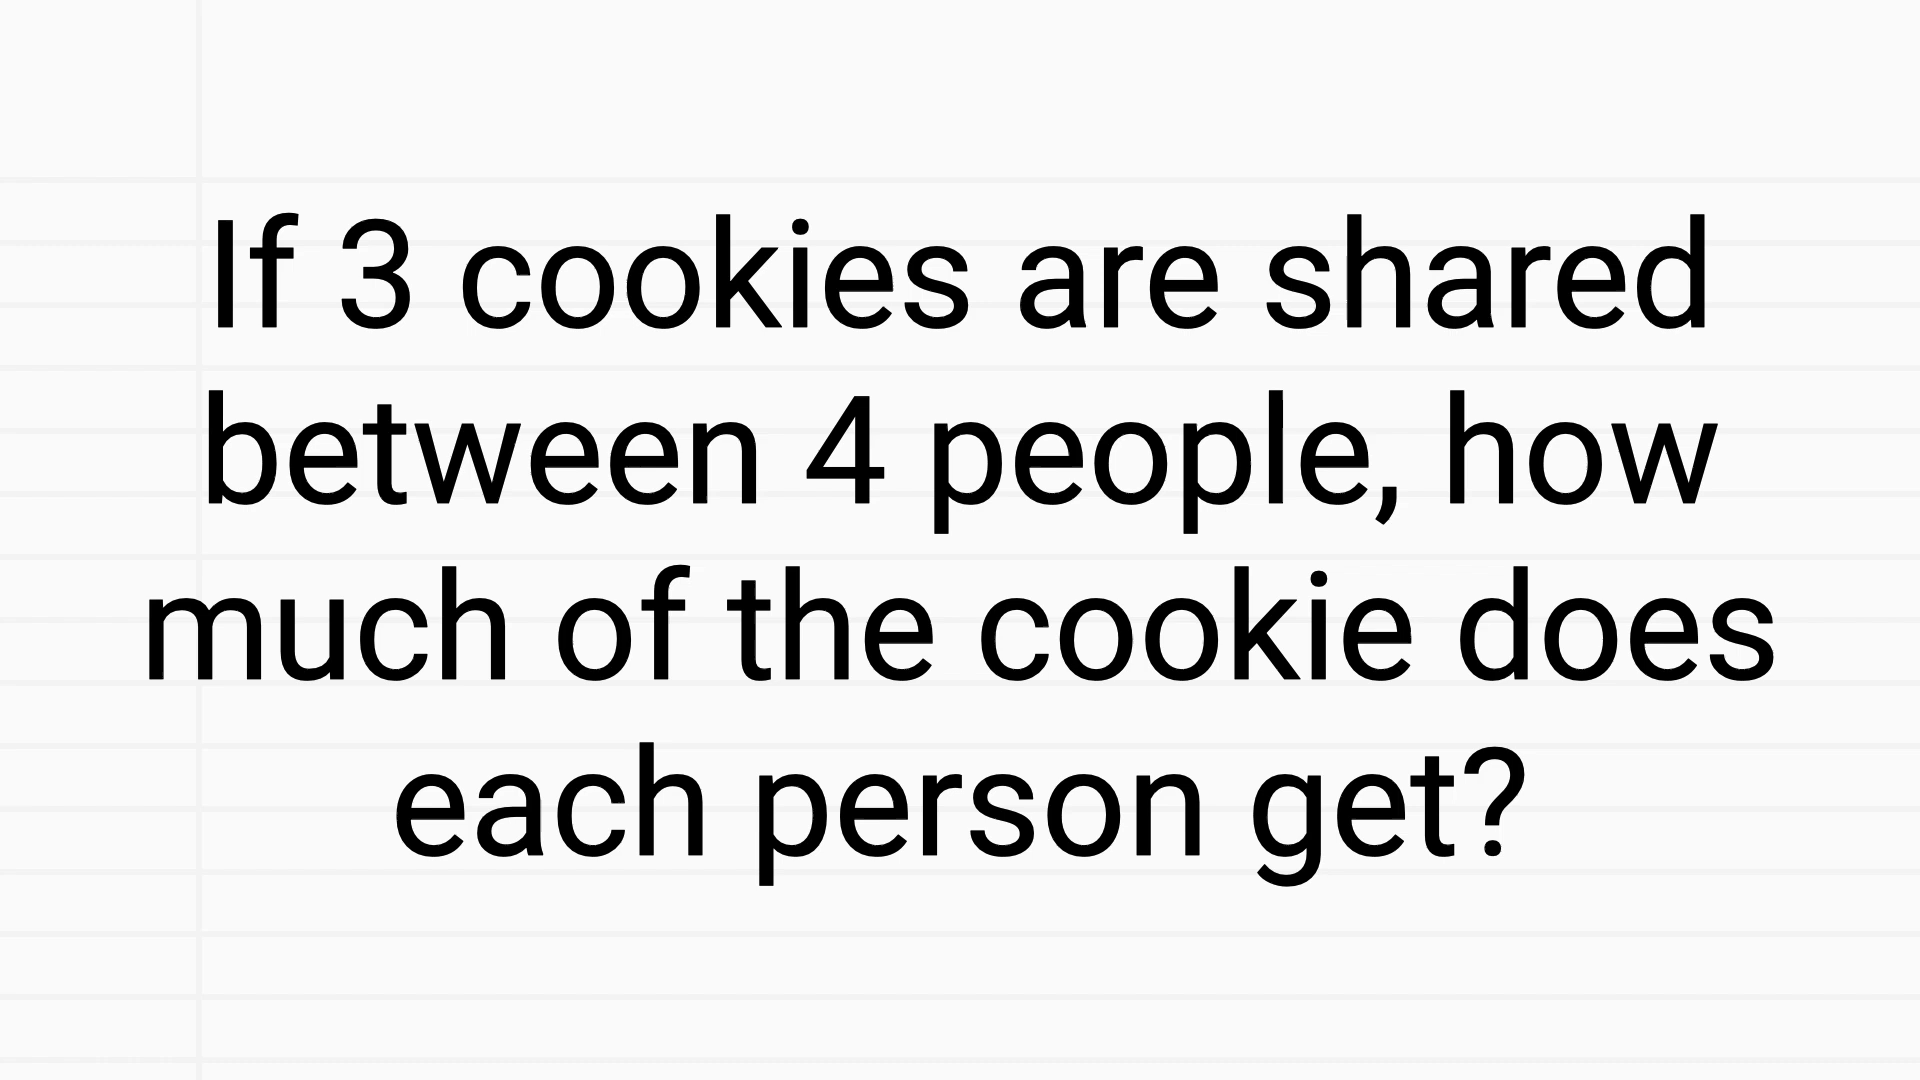 If 3 cookies are shared
between 4 people, how
much of the cookie does
each person get?